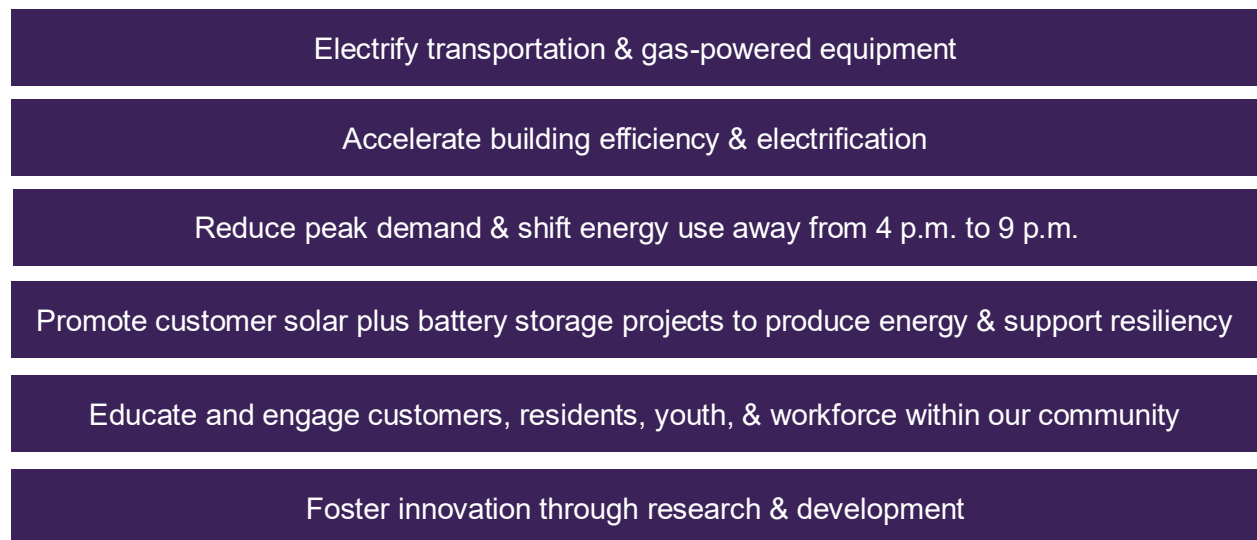 Electrify transportation & gas-powered equipment
Accelerate building efficiency & electrification
Reduce peak demand & shift energy use away from 4 p.m. to 9 p.m.
Promote customer solar plus battery storage projects to produce energy & support resiliency
Educate and engage customers, residents, youth, & workforce within our community
Foster innovation through research & development